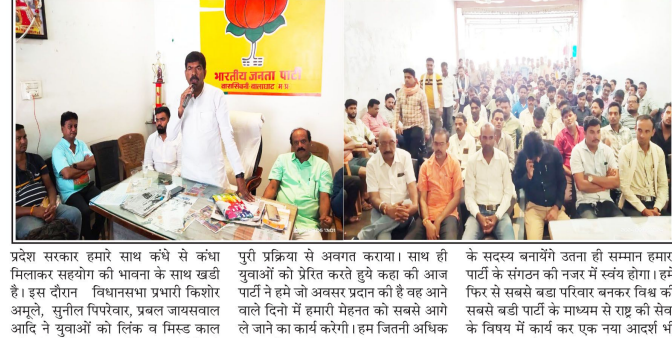 भारतीय जनता पार्टी
प्रदेश सरकार हमारे साथ कंधे से कंधा
मिलाकर सहयोग की भावना के साथ खडी
है। इस दौरान विधानसभा प्रभारी किशोर
अमूले, सुनील पिपरेवार, प्रबल जायसवाल
आदि ने युवाओं को लिंक व मिस्ड काल
पुरी प्रक्रिया से अवगत कराया। साथ ही
युवाओं को प्रेरित करते हुये कहा की आज
पार्टी ने हमे जो अवसर प्रदान की है वह आने
वाले दिनो में हमारी मेहनत को सबसे आगे
ले जाने का कार्य करेगी। हम जितनी अधिक
के सदस्य बनायेंगे उतना ही सम्मान हमार
पार्टी के संगठन की नजर में स्वंय होगा। हमे
फिर से सबसे बडा परिवार बनकर विश्व की
सबसे बडी पार्टी के माध्यम से राष्ट्र की सेव
के विषय में कार्य कर एक नया आदर्श भी